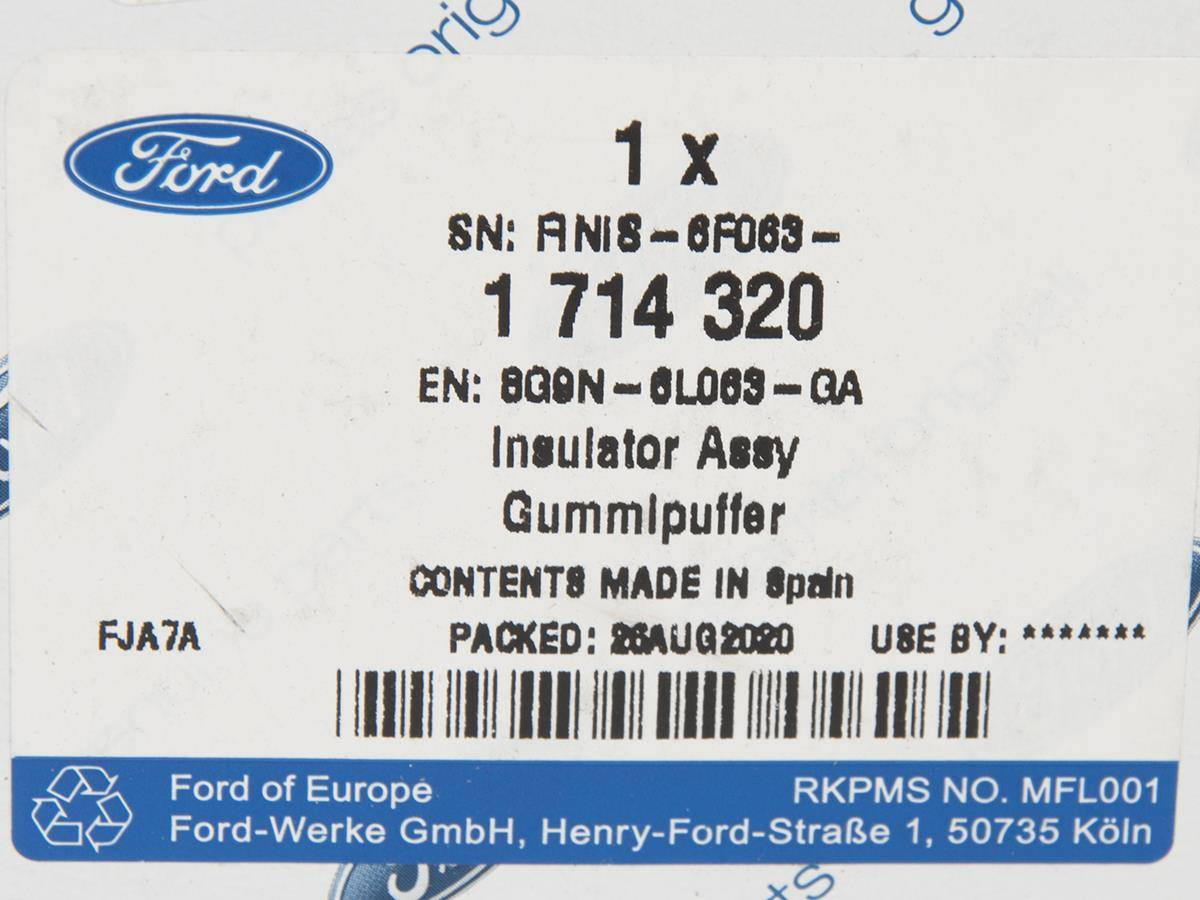 Ford
1 x
SN: FINIS-6F063-
1 714 320
EN: 8G9N-6L063-GA
Insulator Assy
Gummipuffer
CONTENTS MADE IN Spain
FJA7A PACKED: 26AUG2020 USE BY: *******
Ford of Europe RKPMS NO. MFL001
Ford-Werke GmbH, Henry-Ford-Straße 1, 50735 Köln